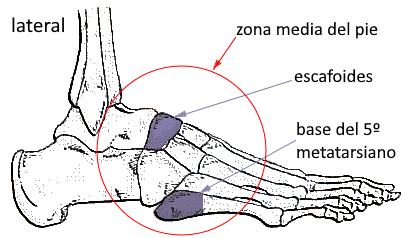 lateral
zona media del pie
escafoides
base del 5º
metatarsiano